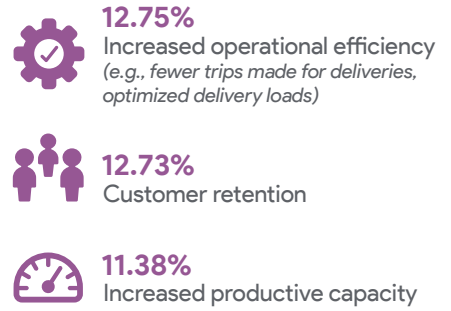 12.75%
Increased operational efficiency
(e.g., fewer trips made for deliveries,
optimized delivery loads)
12.73%
Customer retention
11.38%
Increased productive capacity